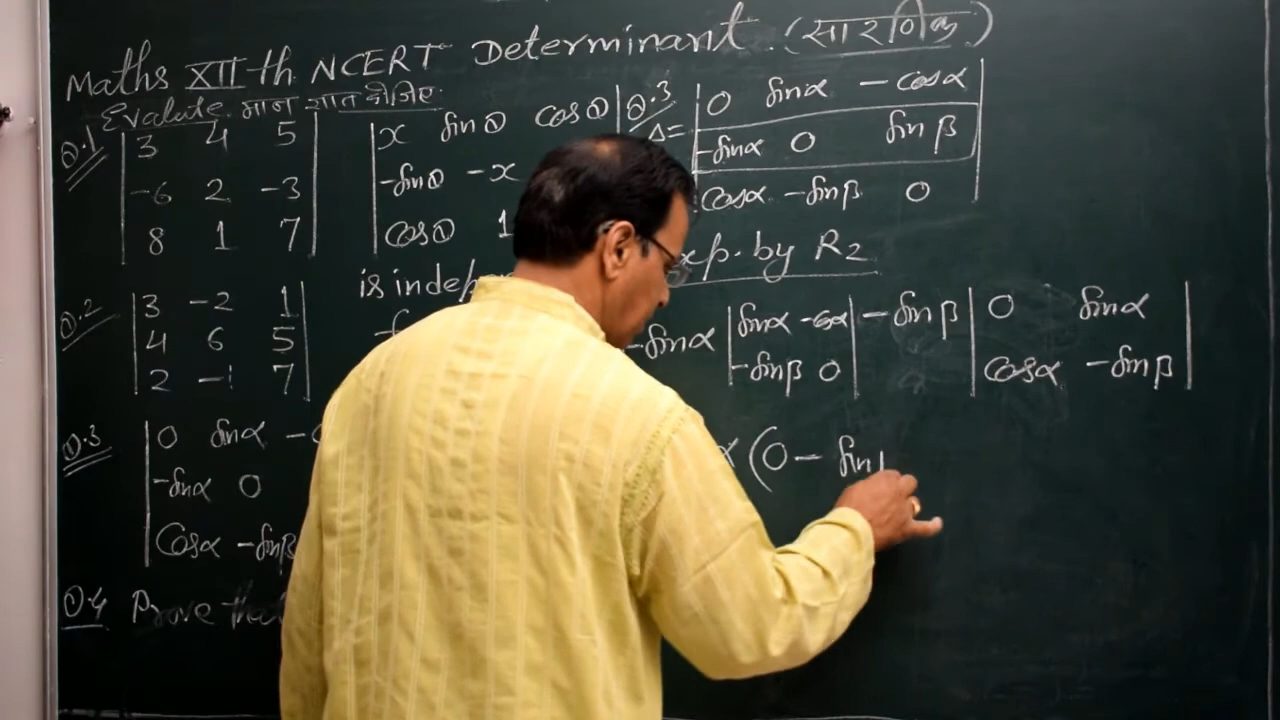 Maths XII th NCERT Determinant. (सारणिक)
Evalute. मान ज्ञात कीजिए.
Q.1
3 4 5
-6 2 -3
8 1 7
x sinθ cosθ
-sinθ -x
cosθ 1
is indep
Q.2
3 -2 1
4 6 5
2 -1 7
Q.3
0 sinα -c
-sinα 0
cosα -sinβ
Q.4 Prove that
Q.3
Δ=
0 sinα -cosα
-sinα 0 sinβ
cosα -sinβ 0
xp. by R2
-sinα | sinα -cosα | - sinβ | 0 sinα |
| -sinβ 0 | | cosα -sinβ |
α (0 - sin